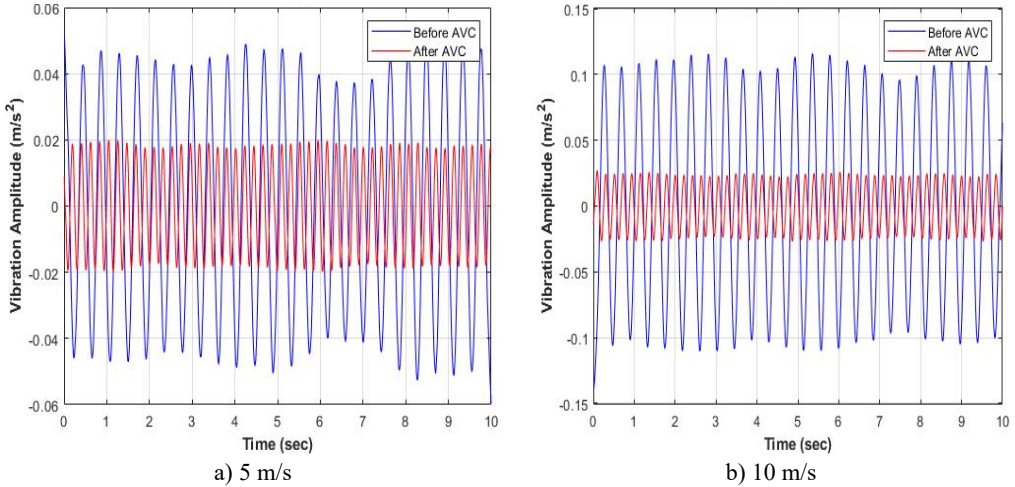 0.06
0.04
0.02
0
-0.02
-0.04
-0.06
Vibration Amplitude (m/s²)
0 1 2 3 4 5 6 7 8 9 10
Time (sec)
Before AVC
After AVC
a) 5 m/s
0.15
0.1
0.05
0
-0.05
-0.1
-0.15
Vibration Amplitude (m/s²)
0 1 2 3 4 5 6 7 8 9 10
Time (sec)
Before AVC
After AVC
b) 10 m/s